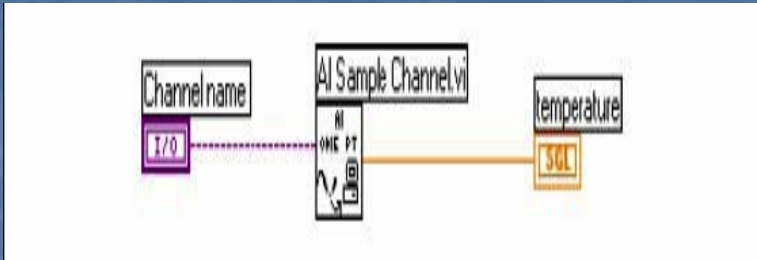 Channel name
AI Sample Channel.vi
temperature
I/O
AI
ONE PT
SGL